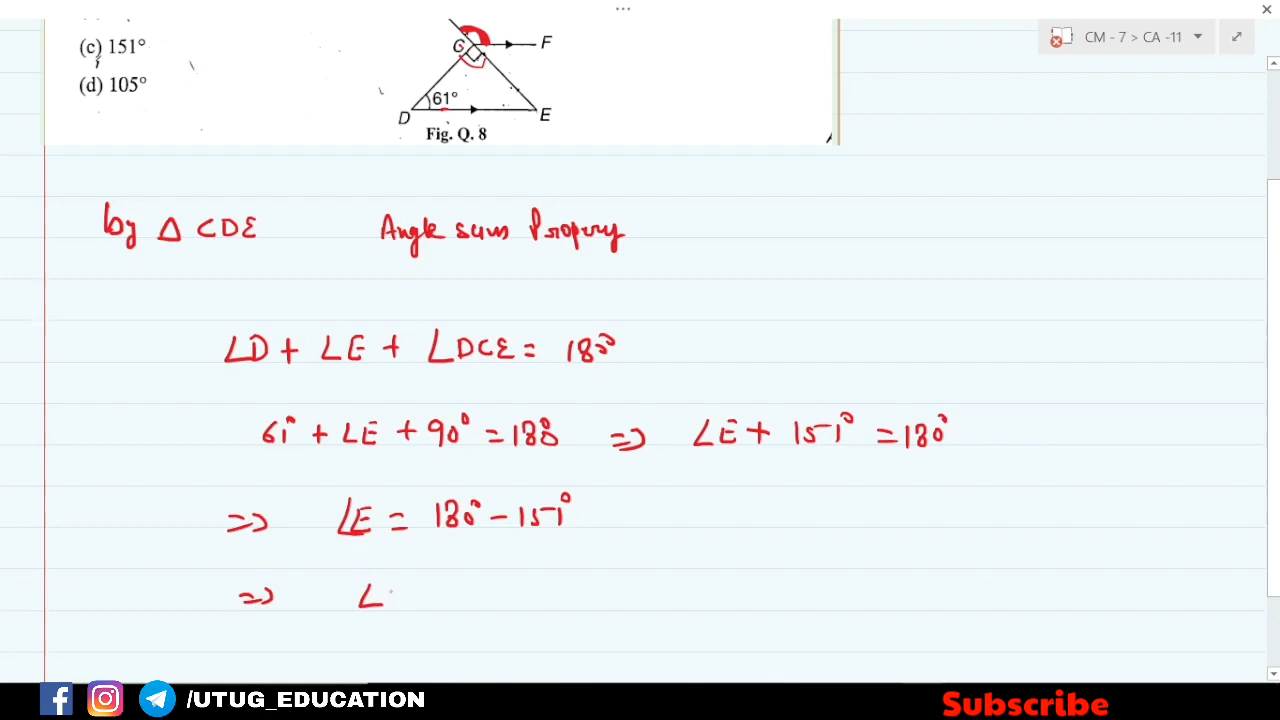 CM - 7 > CA -11
(c) 151°
(d) 105°
G F
61°
D E
Fig. Q. 8
by Δ CDE Angle sum Property
∠D + ∠E + ∠DCE = 180°
61° + ∠E + 90° = 180 => ∠E + 151° = 180°
=> ∠E = 180° - 151°
=> ∠
/UTUG_EDUCATION
Subscribe